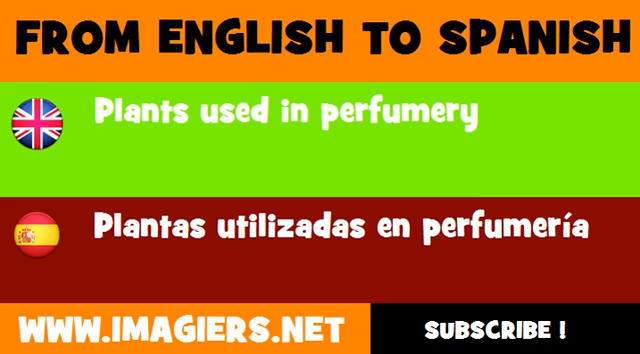 FROM ENGLISH TO SPANISH
Plants used in perfumery
Plantas utilizadas en perfumería
WWW.IMAGIERS.NET
SUBSCRIBE !